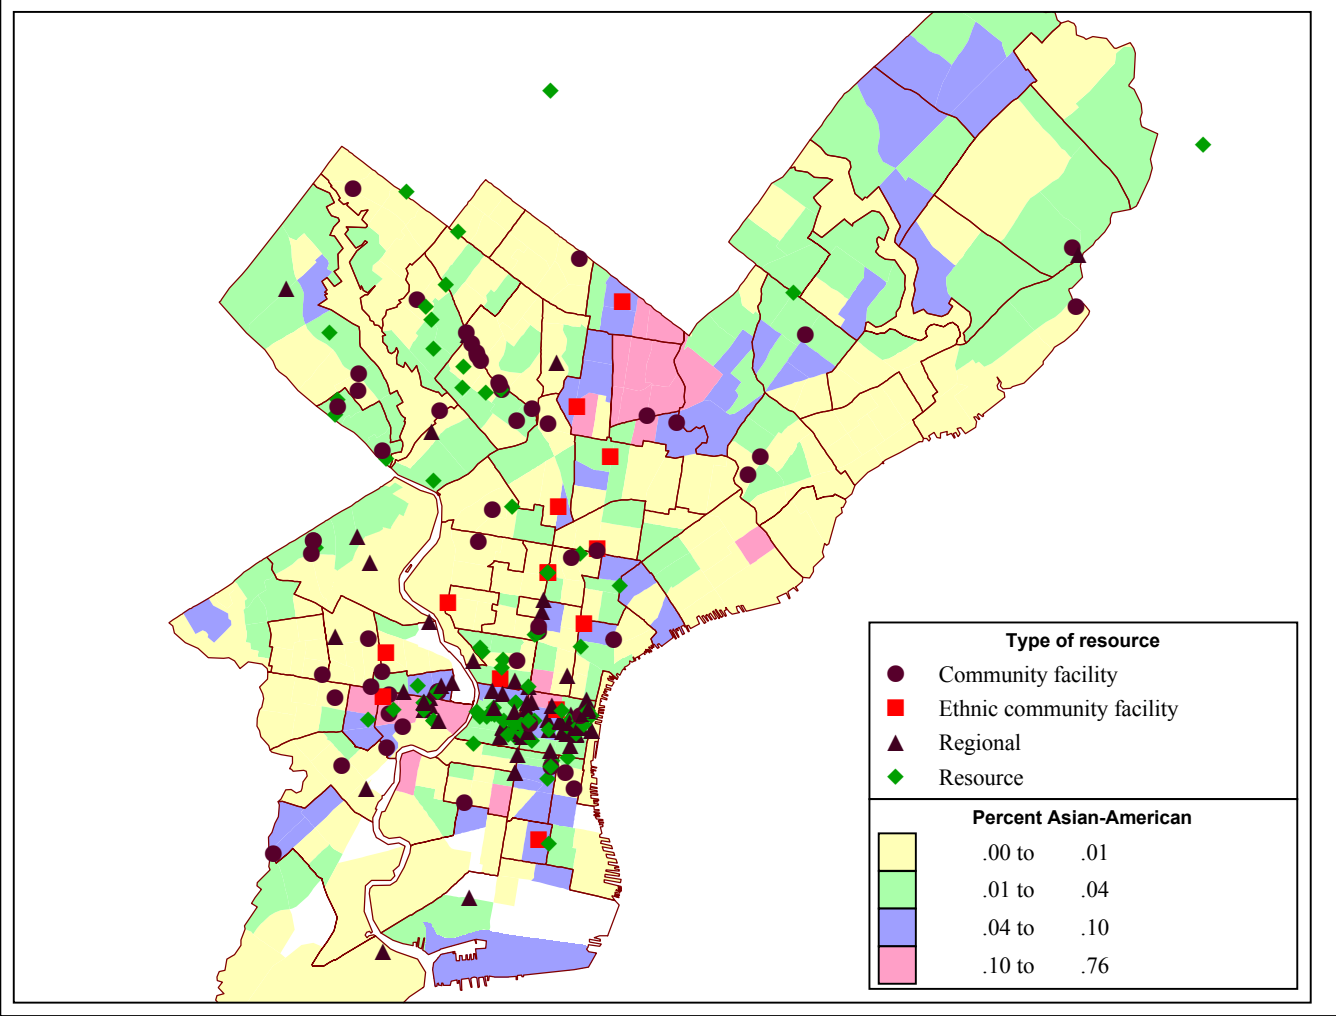 Type of resource
Community facility
Ethnic community facility
Regional
Resource
Percent Asian-American
.00 to .01
.01 to .04
.04 to .10
.10 to .76